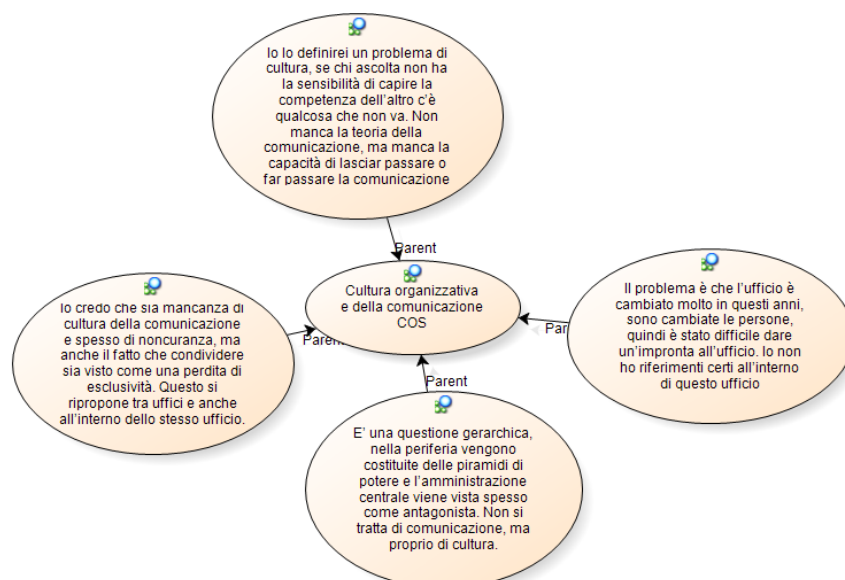 Io lo definirei un problema di
cultura, se chi ascolta non ha
la sensibilità di capire la
competenza dell'altro c'è
qualcosa che non va. Non
manca la teoria della
comunicazione, ma manca la
capacità di lasciar passare o
far passare la comunicazione
Parent
Cultura organizzativa
e della comunicazione
COS
Io credo che sia mancanza di
cultura della comunicazione
e spesso di noncuranza, ma
anche il fatto che condividere
sia visto come una perdita di
esclusività. Questo si
ripropone tra uffici e anche
all'interno dello stesso ufficio.
Parent
Il problema è che l'ufficio è
cambiato molto in questi anni,
sono cambiate le persone,
quindi è stato difficile dare
un'impronta all'ufficio. Io non
ho riferimenti certi all'interno
di questo ufficio
Parent
E' una questione gerarchica,
nella periferia vengono
costituite delle piramidi di
potere e l'amministrazione
centrale viene vista spesso
come antagonista. Non si
tratta di comunicazione, ma
proprio di cultura.